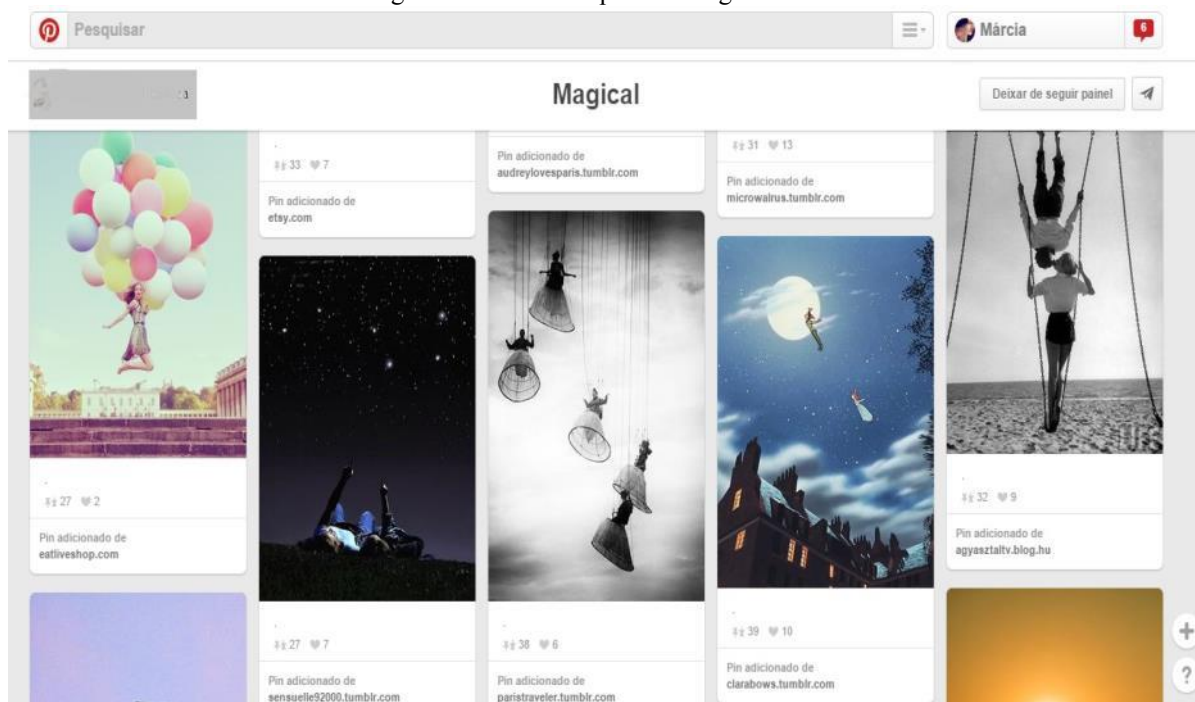 Pesquisar
Márcia
6
Magical
Deixar de seguir painel
27 2
Pin adicionado de
eatliveshop.com
33 7
Pin adicionado de
etsy.com
27 7
Pin adicionado de
sensuelle92000.tumblr.com
Pin adicionado de
audreylovesparis.tumblr.com
38 6
Pin adicionado de
paristraveler.tumblr.com
31 13
Pin adicionado de
microwalrus.tumblr.com
39 10
Pin adicionado de
clarabows.tumblr.com
32 9
Pin adicionado de
agyasztaltv.blog.hu
+
?